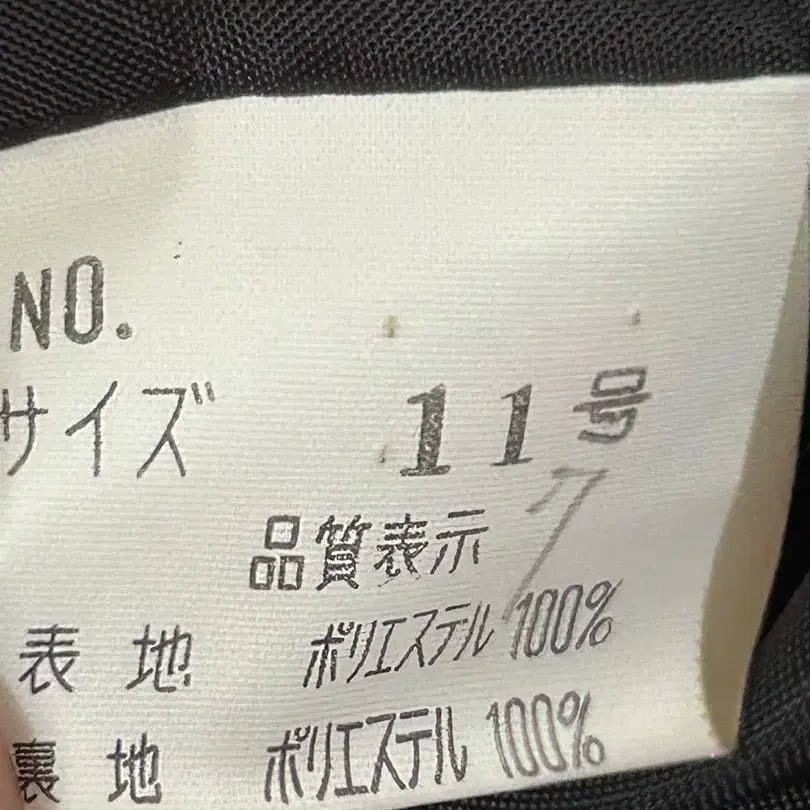 NO.
サイズ 11号
7
品質表示
表地 ポリエステル 100%
裏地 ポリエステル 100%